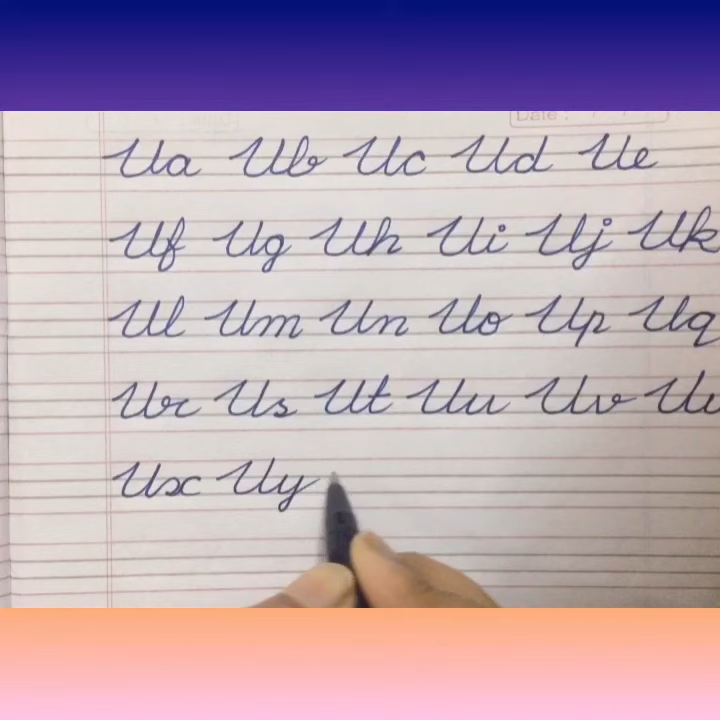 Date :
Ua Ub Uc Ud Ue
Uf Ug Uh Ui Uj Uk
Ul Um Un Uo Up Uq
Ur Us Ut Uu Uv
Ux Uy